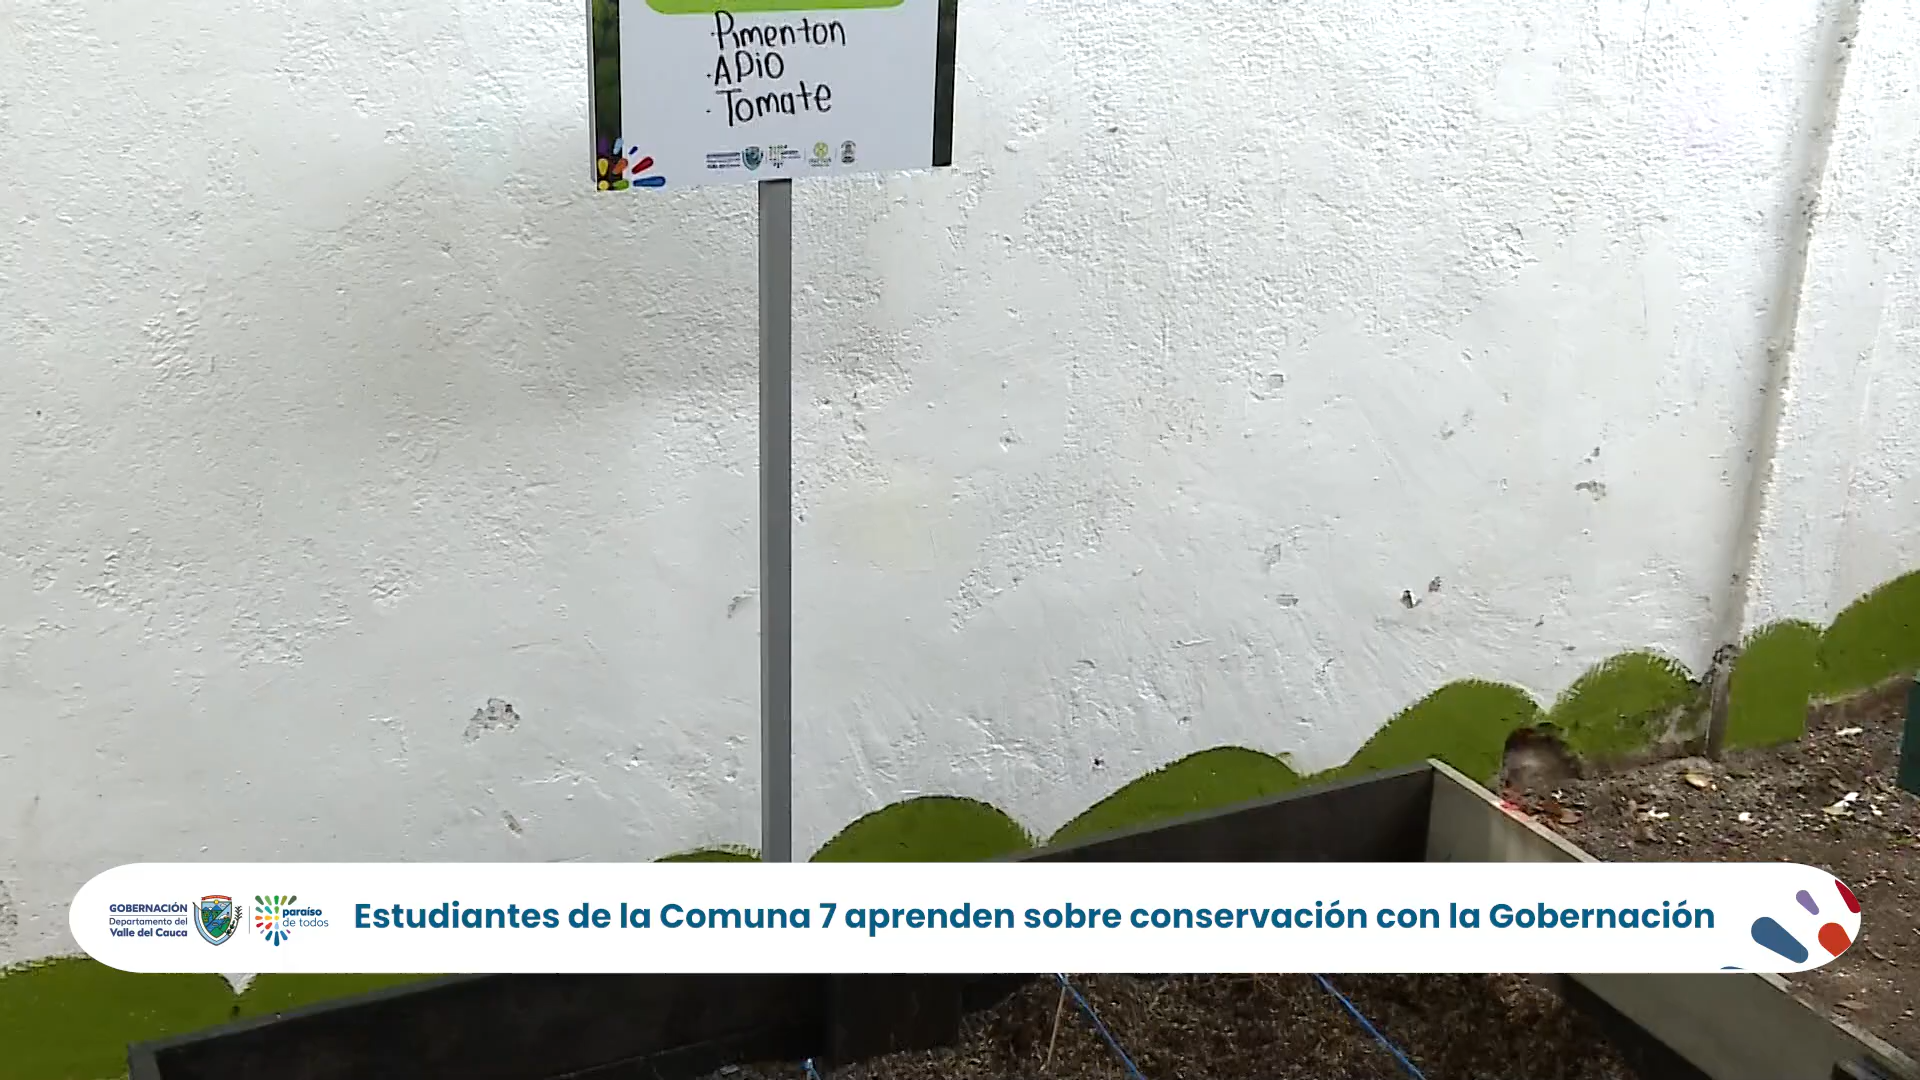 ·Pimenton
·APiO
·Tomate
GOBERNACIÓN
Departamento del
Valle del Cauca
paraíso
de todos
Estudiantes de la Comuna 7 aprenden sobre conservación con la Gobernación